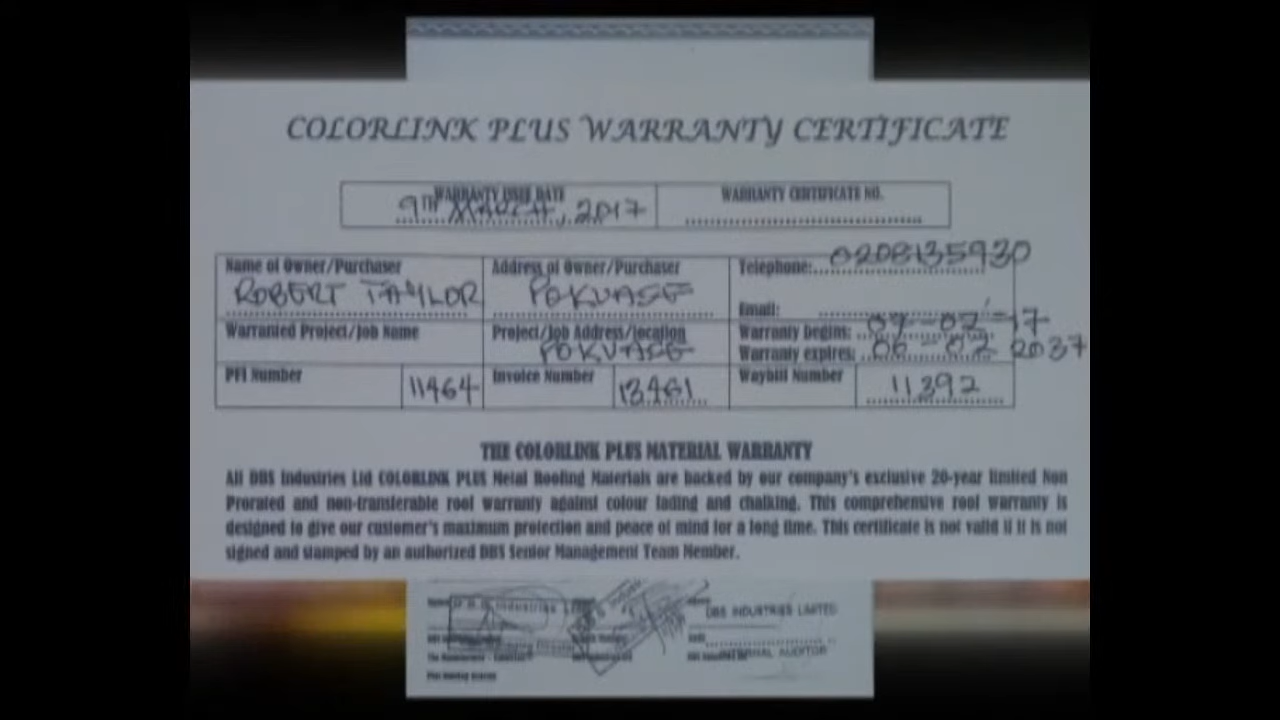 COLORLINK PLUS WARRANTY CERTIFICATE
WARRANTY ISSUE DATE
9TH MARCH, 2017
WARRANTY CERTIFICATE NO.
Name of Owner/Purchaser
ROBERT TAYLOR
Address of Owner/Purchaser
POKUASE
Telephone: 0208135930
Email:
Warranted Project/Job Name
Project/Job Address/location
POKUASE
Warranty begins: 07-02-17
Warranty expires: 06-02 2037
PFI Number 11464
Invoice Number 13461
Waybill Number 11392
THE COLORLINK PLUS MATERIAL WARRANTY
All DBS Industries Ltd COLORLINK PLUS Metal Roofing Materials are backed by our company's exclusive 20-year limited Non
Prorated and non-transferable roof warranty against colour fading and chalking. This comprehensive roof warranty is
designed to give our customer's maximum protection and peace of mind for a long time. This certificate is not valid if it is not
signed and stamped by an authorized DBS Senior Management Team Member.
DBS INDUSTRIES LIMITED
INTERNAL AUDITOR